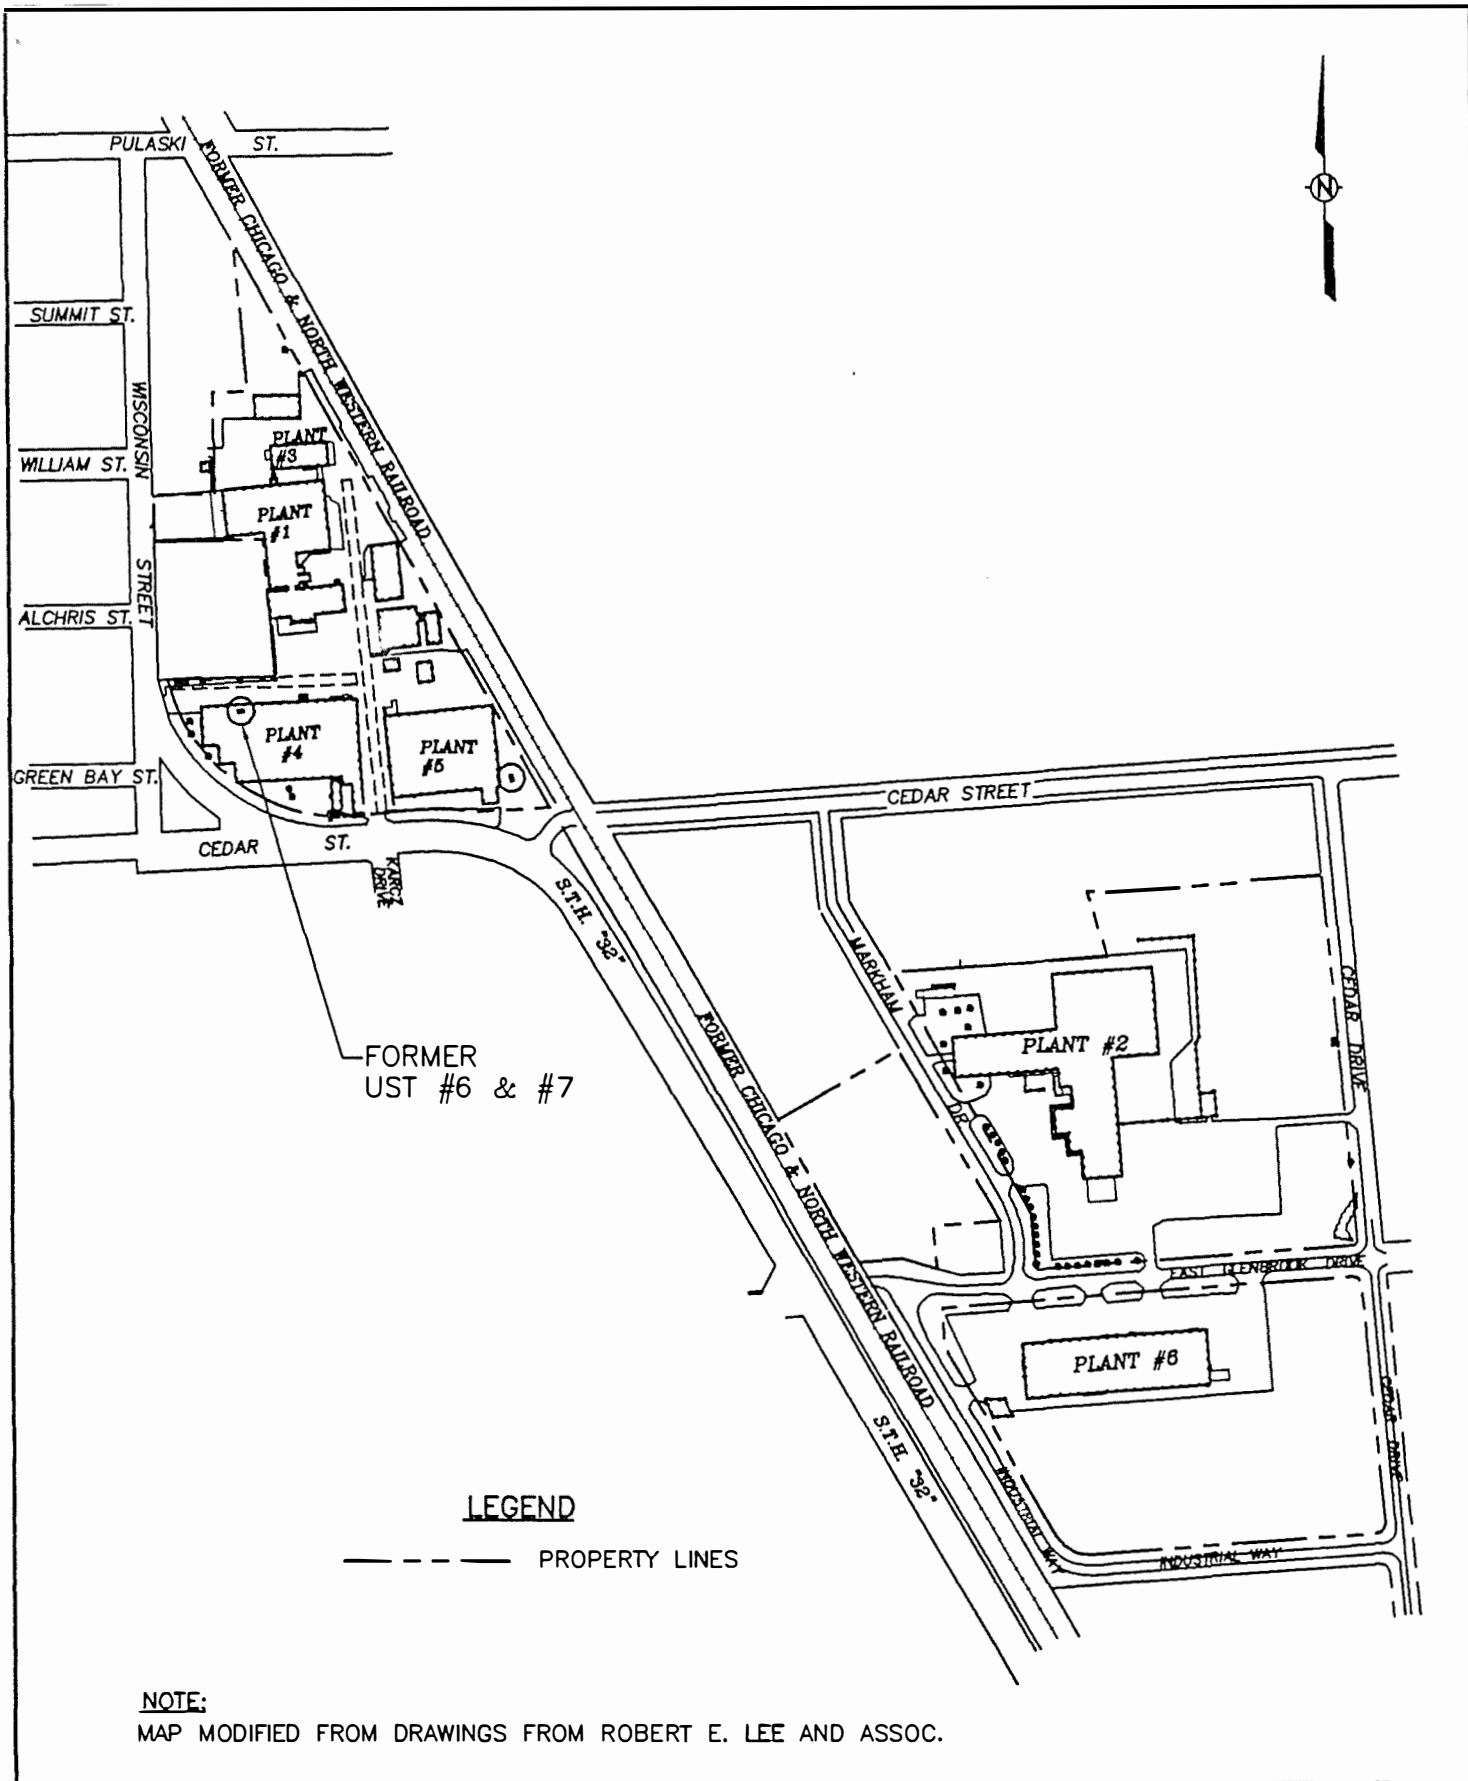 PULASKI ST.
FORMER CHICAGO & NORTH WESTERN RAILROAD
N
SUMMIT ST.
WISCONSIN STREET
WILLIAM ST.
PLANT
#3
PLANT
#1
ALCHRIS ST.
PLANT
#4
PLANT
#5
GREEN BAY ST.
CEDAR STREET
CEDAR ST.
KARCZ
DRIVE
S.T.H. "32"
MARKHAM DR
CEDAR DRIVE
PLANT #2
FORMER
UST #6 & #7
FORMER CHICAGO & NORTH WESTERN RAILROAD
EAST GLENBROOK DRIVE
PLANT #6
CEDAR DRIVE
S.T.H. "32"
INDUSTRIAL WAY
INDUSTRIAL WAY
LEGEND
PROPERTY LINES
NOTE:
MAP MODIFIED FROM DRAWINGS FROM ROBERT E. LEE AND ASSOC.